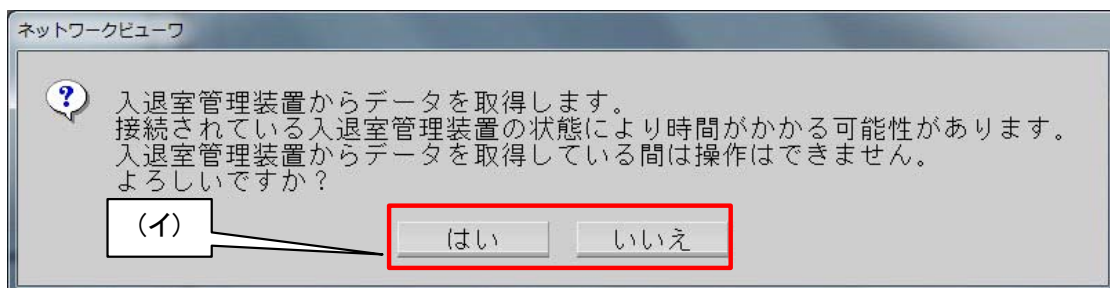 ネットワークビューワ
入退室管理装置からデータを取得します。
接続されている入退室管理装置の状態により時間がかかる可能性があります。
入退室管理装置からデータを取得している間は操作はできません。
よろしいですか？
(イ)
はい いいえ